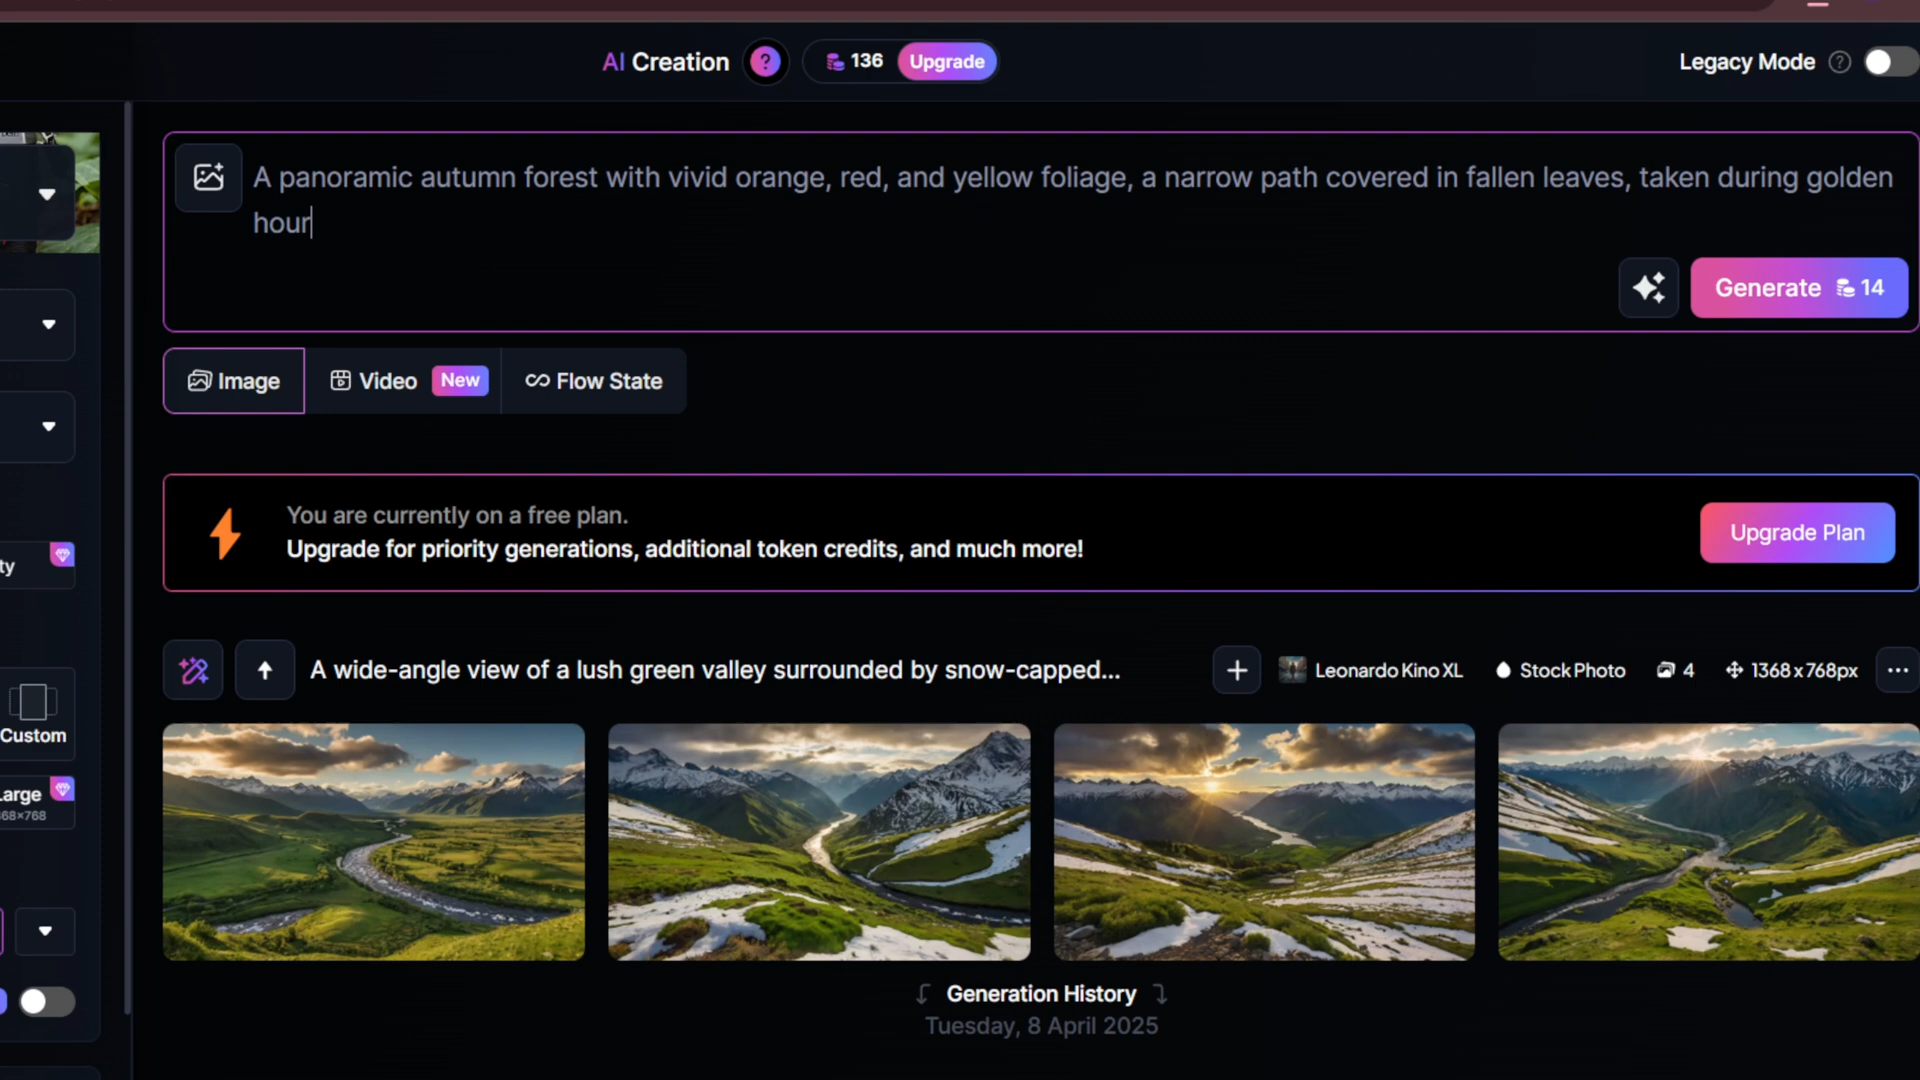 AI Creation ? 136 Upgrade
Legacy Mode ?
A panoramic autumn forest with vivid orange, red, and yellow foliage, a narrow path covered in fallen leaves, taken during golden
hour
Generate 14
Image Video New Flow State
You are currently on a free plan.
Upgrade for priority generations, additional token credits, and much more!
Upgrade Plan
ty
A wide-angle view of a lush green valley surrounded by snow-capped... + Leonardo Kino XL Stock Photo 4 1368x768px ...
Custom
Large
68×768
Generation History
Tuesday, 8 April 2025